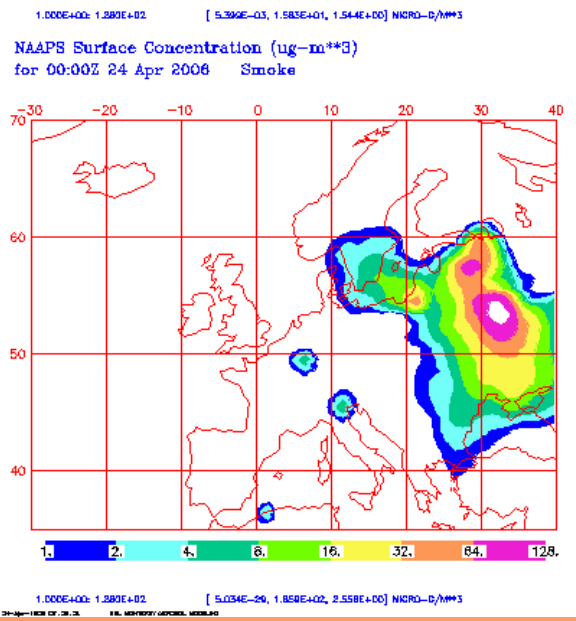 1.000E+00: 1.280E+02 [ 5.399E-03, 1.583E+01, 1.544E+00] MICRO-G/M**3
NAAPS Surface Concentration (ug-m**3)
for 00:00Z 24 Apr 2006 Smoke
-30 -20 -10 0 10 20 30 40
70
60
50
40
1. 2. 4. 8. 16. 32. 64. 128.
1.000E+00: 1.280E+02 [ 5.034E-29, 1.859E+02, 2.558E+00] MICRO-G/M**3